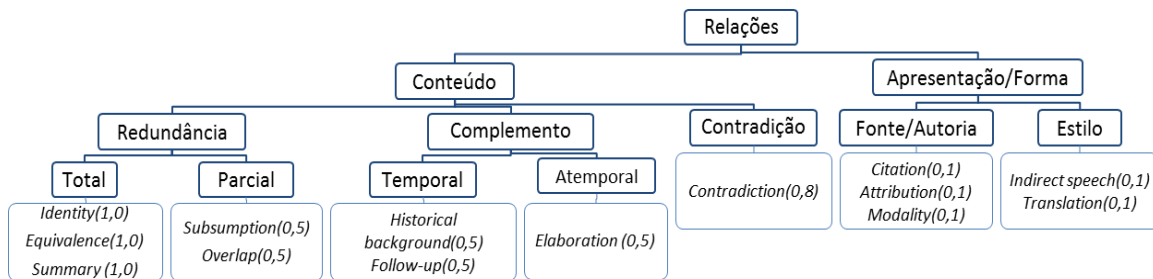 Relações
Conteúdo
Apresentação/Forma
Redundância
Complemento
Contradição
Fonte/Autoria
Estilo
Total
Parcial
Temporal
Atemporal
Identity(1,0)
Equivalence(1,0)
Summary (1,0)
Subsumption(0,5)
Overlap(0,5)
Historical
background(0,5)
Follow-up(0,5)
Elaboration (0,5)
Contradiction(0,8)
Citation(0,1)
Attribution(0,1)
Modality(0,1)
Indirect speech(0,1)
Translation(0,1)